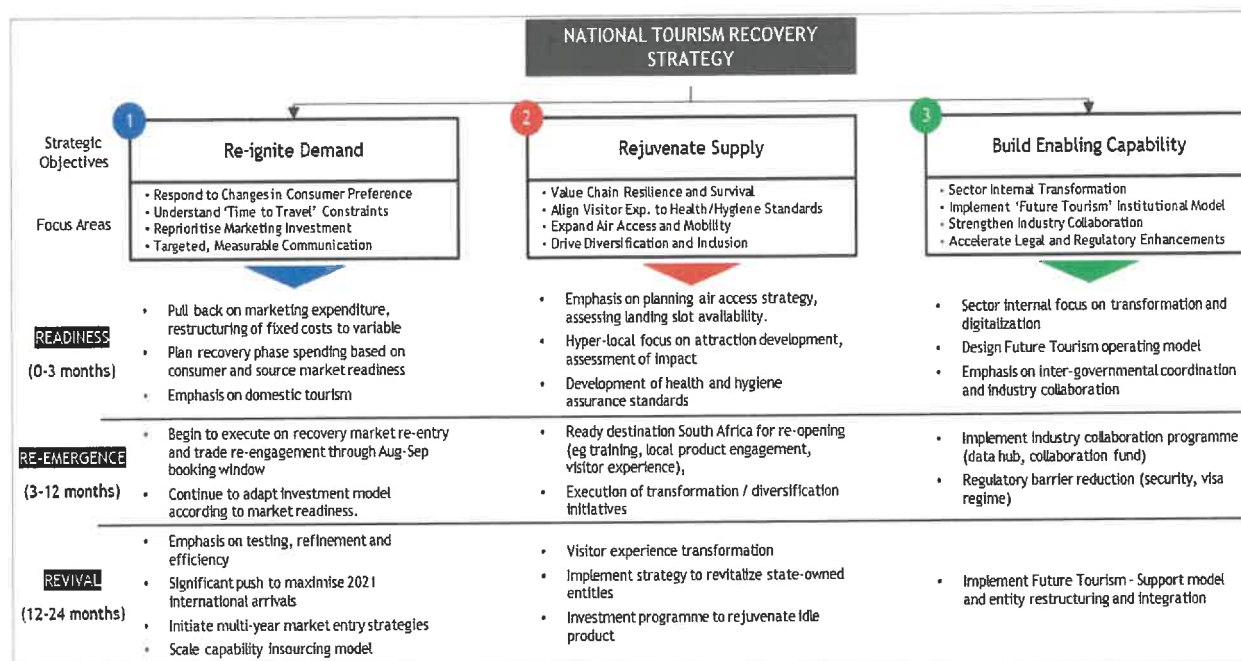 NATIONAL TOURISM RECOVERY
STRATEGY
1
2
3
Strategic
Objectives
Re-ignite Demand
Rejuvenate Supply
Build Enabling Capability
Focus Areas
• Respond to Changes in Consumer Preference
• Understand 'Time to Travel' Constraints
• Reprioritise Marketing Investment
• Targeted, Measurable Communication
• Value Chain Resilience and Survival
• Align Visitor Exp. to Health/Hygiene Standards
• Expand Air Access and Mobility
• Drive Diversification and Inclusion
• Sector Internal Transformation
• Implement 'Future Tourism' Institutional Model
• Strengthen Industry Collaboration
• Accelerate Legal and Regulatory Enhancements
READINESS
(0-3 months)
• Pull back on marketing expenditure,
restructuring of fixed costs to variable
• Plan recovery phase spending based on
consumer and source market readiness
• Emphasis on domestic tourism
• Emphasis on planning air access strategy,
assessing landing slot availability.
• Hyper-local focus on attraction development,
assessment of impact
• Development of health and hygiene
assurance standards
• Sector internal focus on transformation and
digitalization
• Design Future Tourism operating model
• Emphasis on inter-governmental coordination
and industry collaboration
RE-EMERGENCE
(3-12 months)
• Begin to execute on recovery market re-entry
and trade re-engagement through Aug-Sep
booking window
• Continue to adapt investment model
according to market readiness.
• Ready destination South Africa for re-opening
(eg training, local product engagement,
visitor experience),
• Execution of transformation / diversification
initiatives
• Implement industry collaboration programme
(data hub, collaboration fund)
• Regulatory barrier reduction (security, visa
regime)
REVIVAL
(12-24 months)
• Emphasis on testing, refinement and
efficiency
• Significant push to maximise 2021
international arrivals
• Initiate multi-year market entry strategies
• Scale capability insourcing model
• Visitor experience transformation
• Implement strategy to revitalize state-owned
entities
• Investment programme to rejuvenate idle
product
• Implement Future Tourism - Support model
and entity restructuring and integration